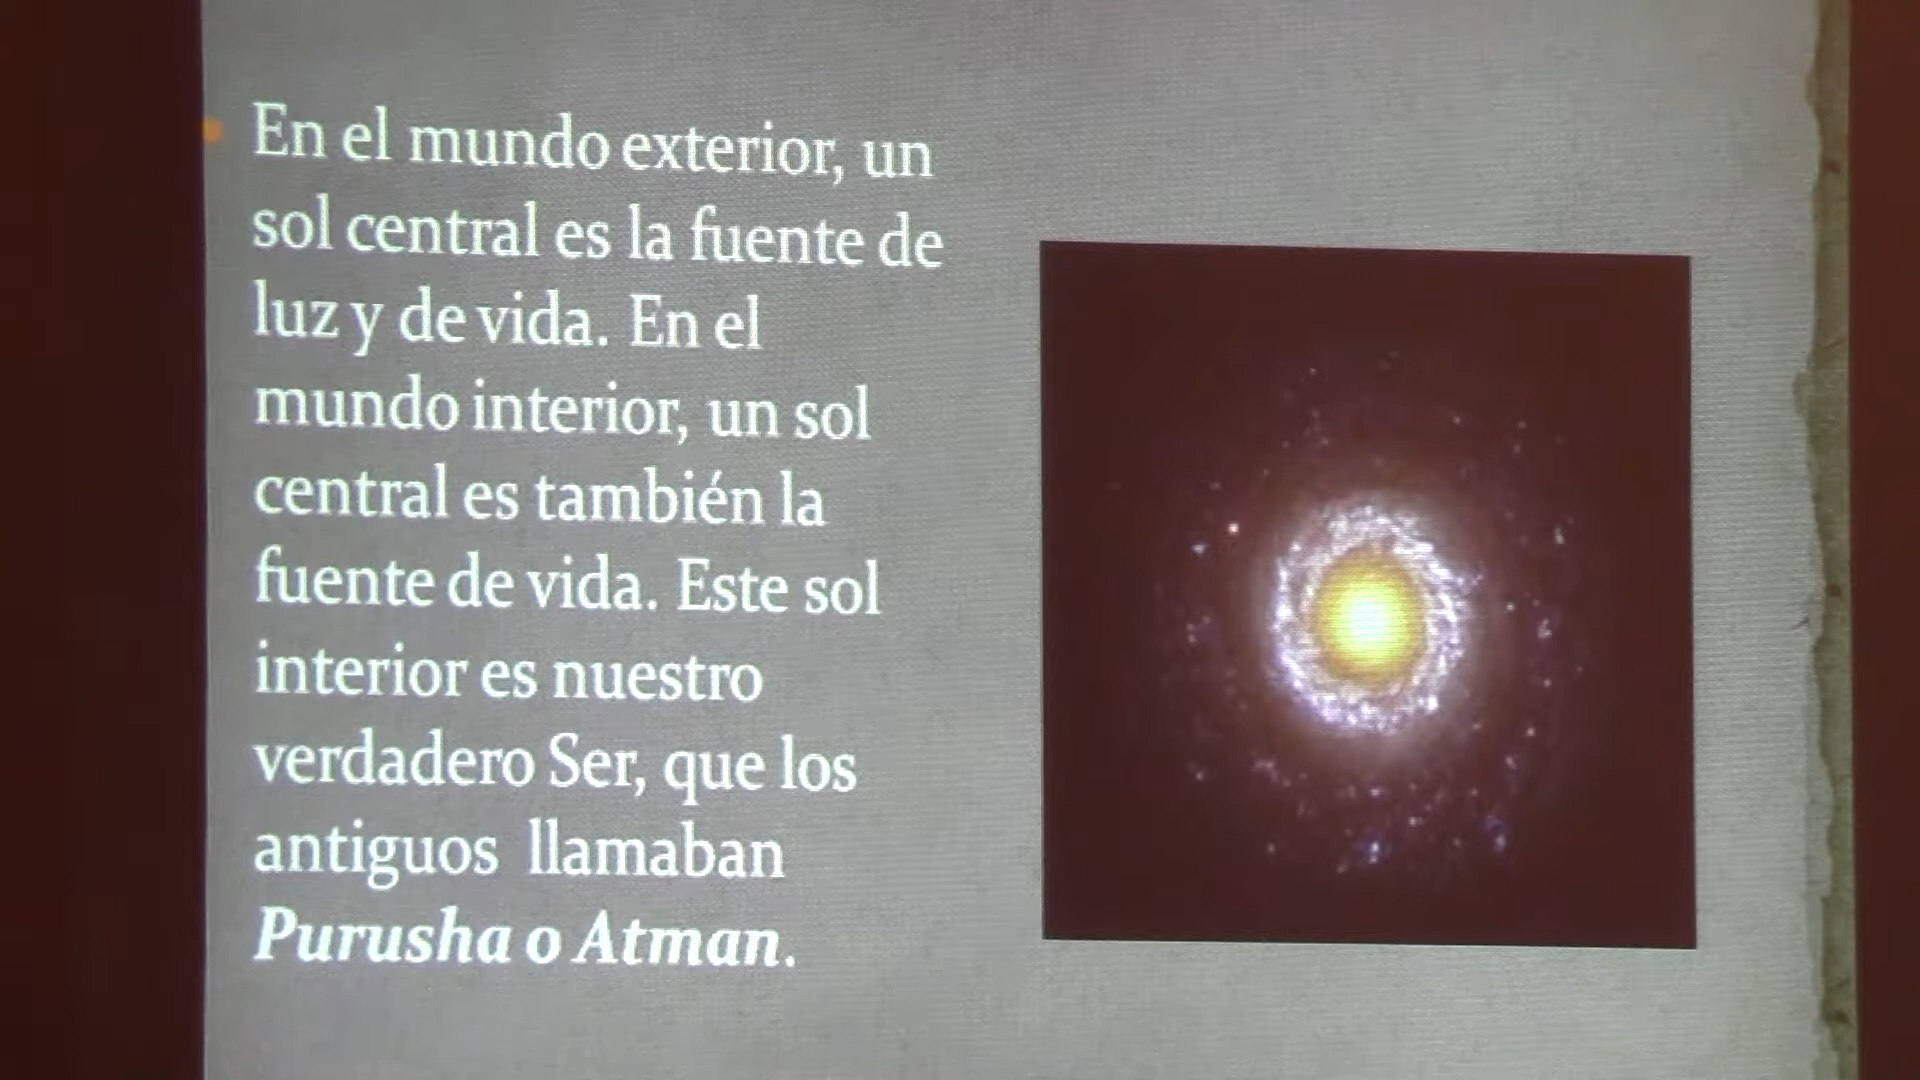 En el mundo exterior, un
sol central es la fuente de
luz y de vida. En el
mundo interior, un sol
central es también la
fuente de vida. Este sol
interior es nuestro
verdadero Ser, que los
antiguos llamaban
Purusha o Atman.